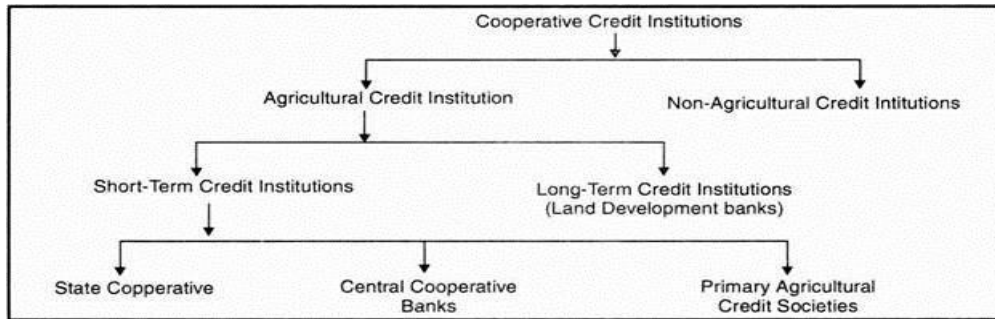 Cooperative Credit Institutions
Agricultural Credit Institution
Non-Agricultural Credit Intitutions
Short-Term Credit Institutions
Long-Term Credit Institutions
(Land Development banks)
State Copperative
Central Cooperative
Banks
Primary Agricultural
Credit Societies